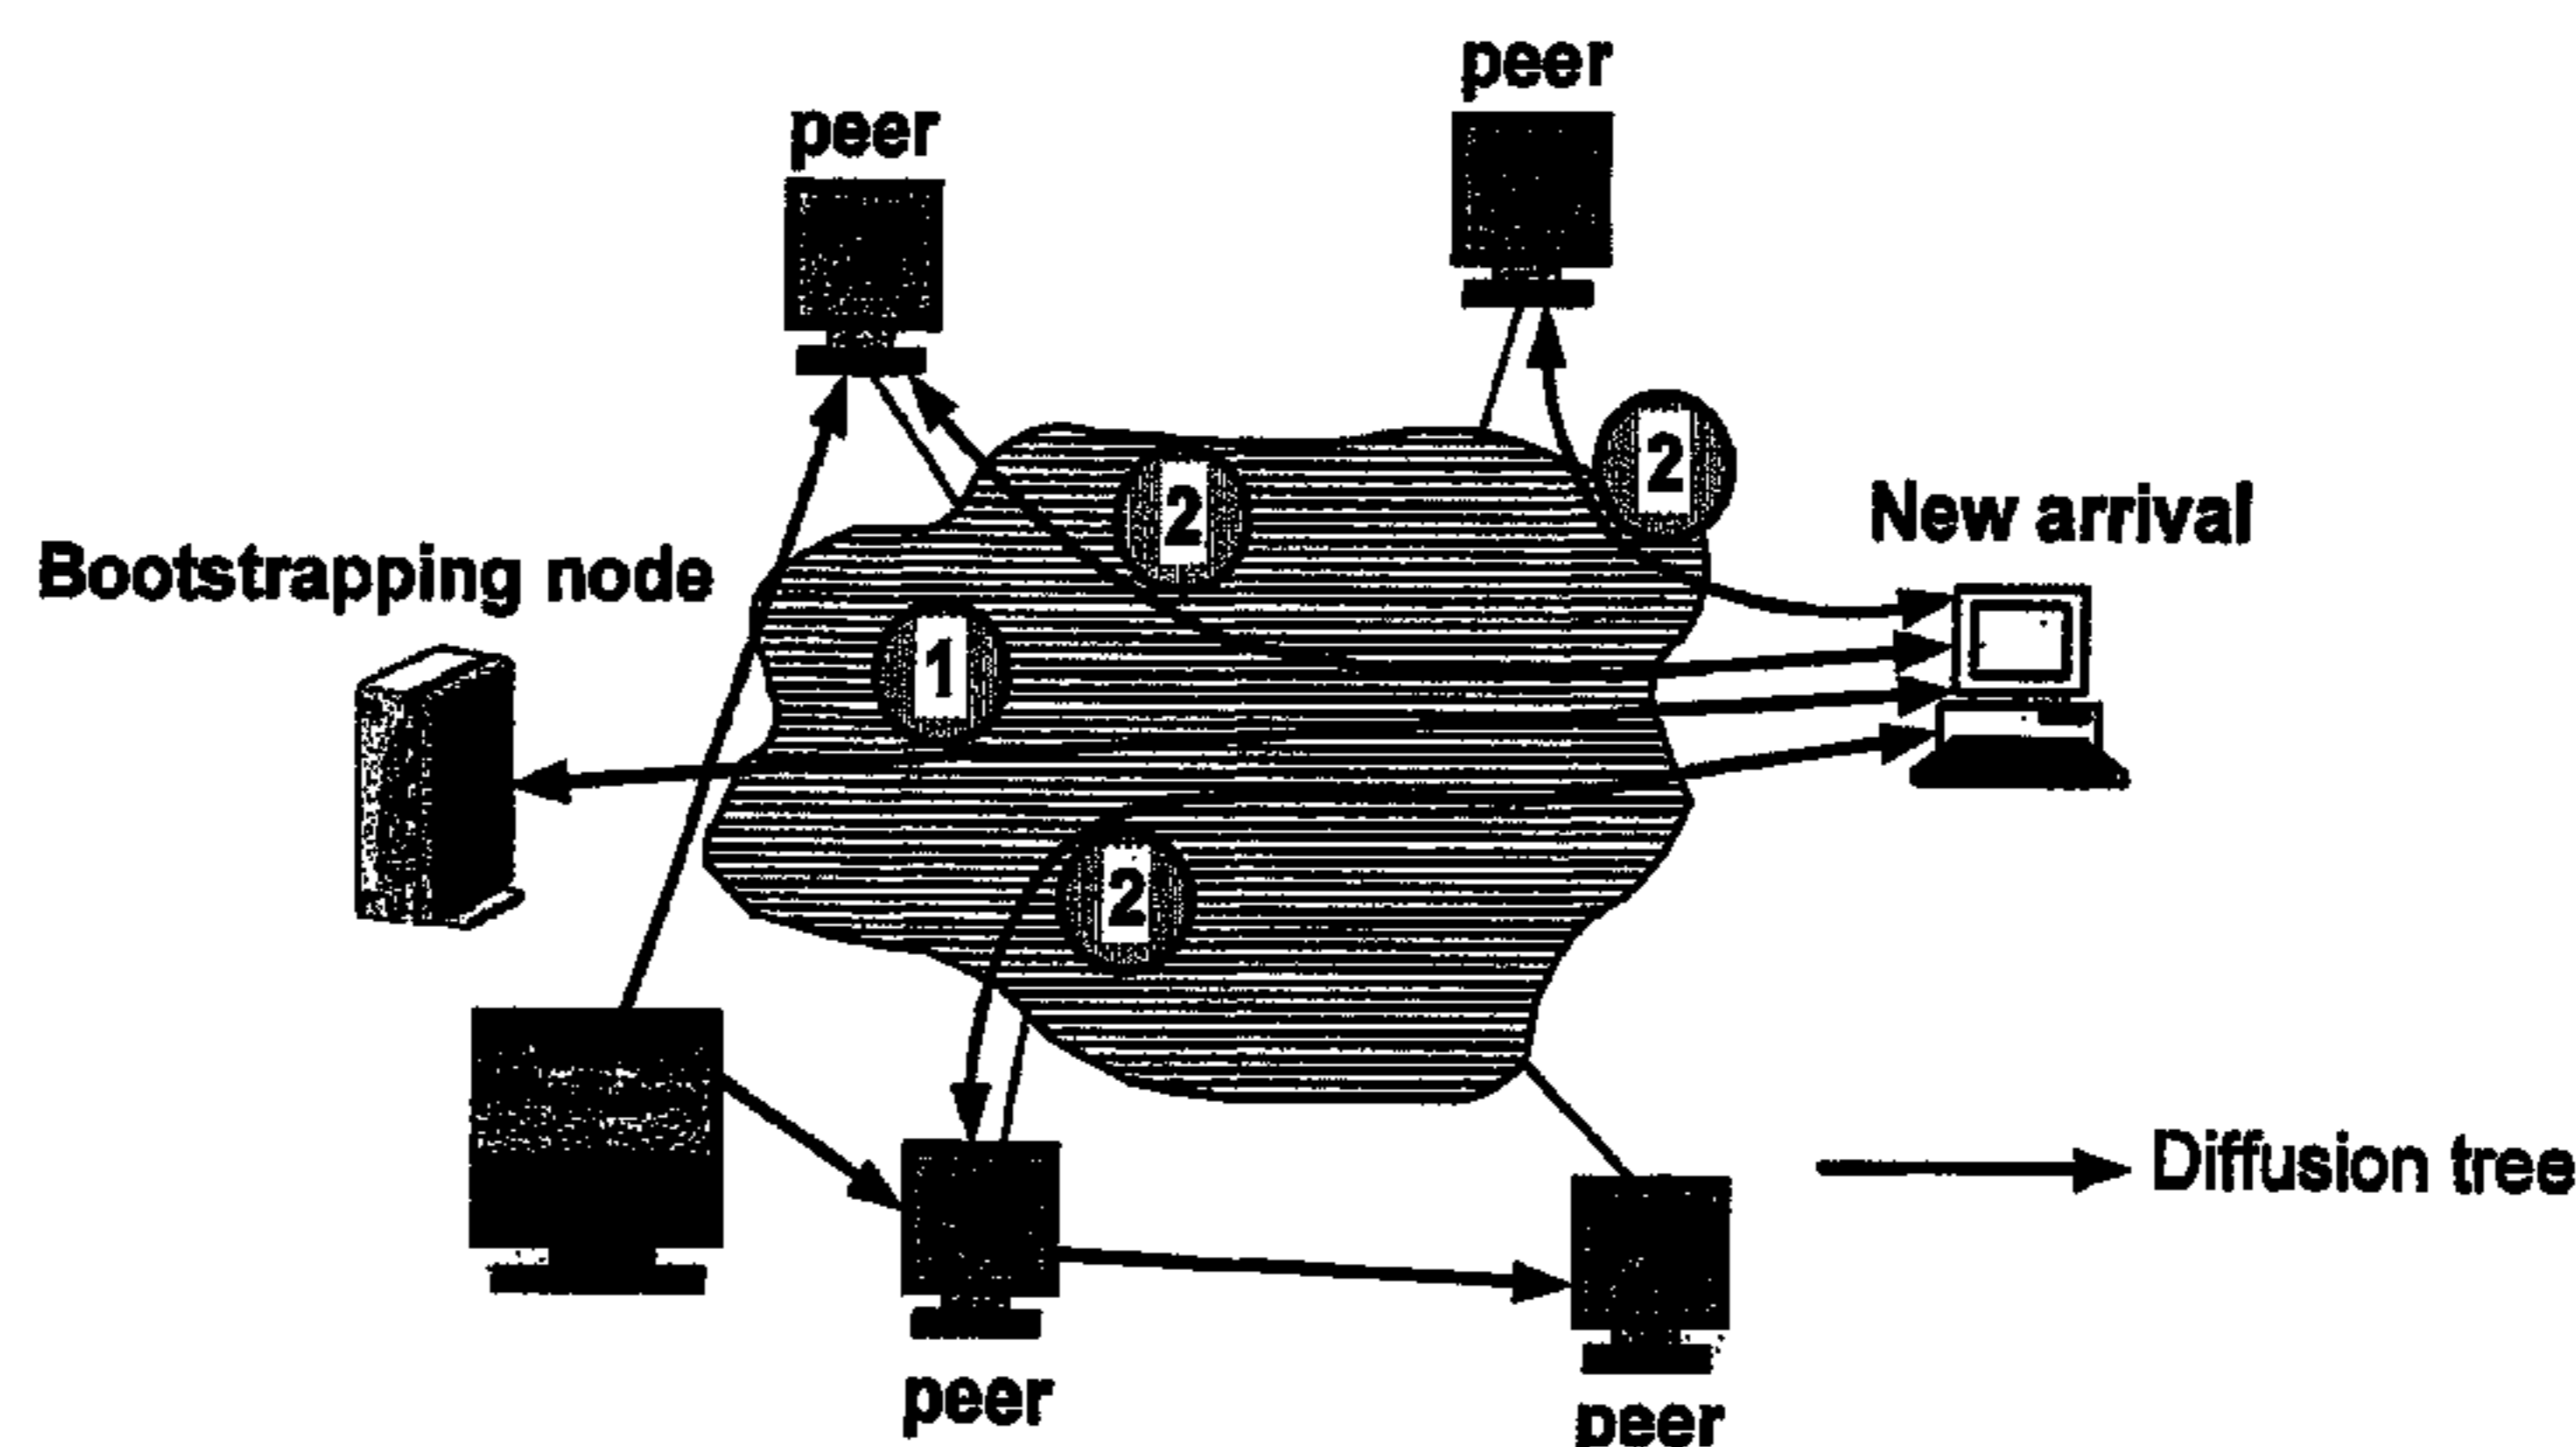 peer
peer
2
2
New arrival
Bootstrapping node
1
2
Diffusion tree
peer
peer